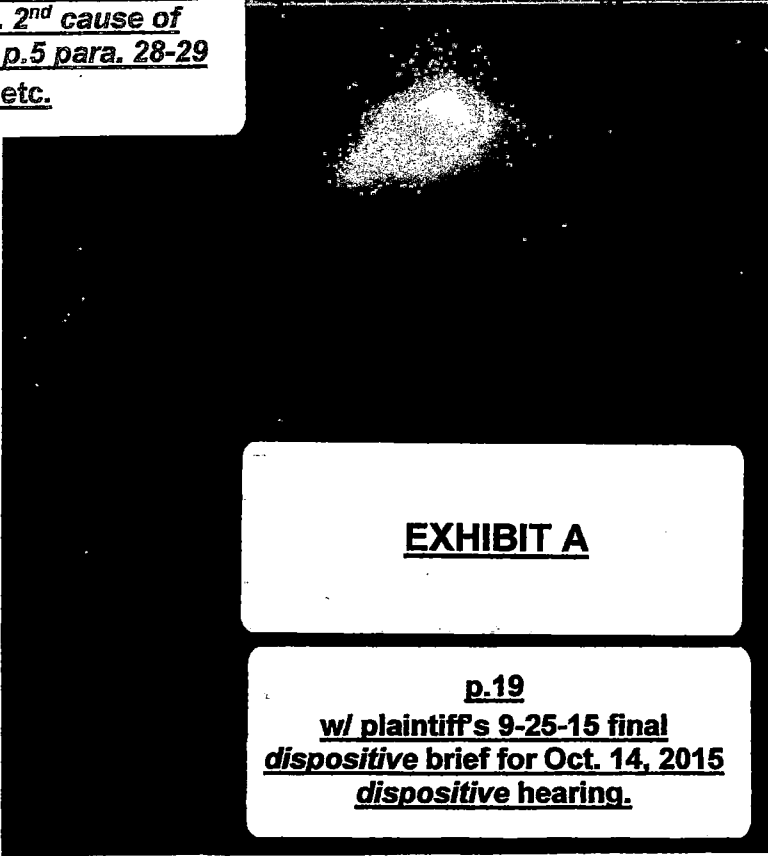 . 2nd cause of
p.5 para. 28-29
etc.
EXHIBIT A
p.19
w/ plaintiff's 9-25-15 final
dispositive brief for Oct. 14, 2015
dispositive hearing.